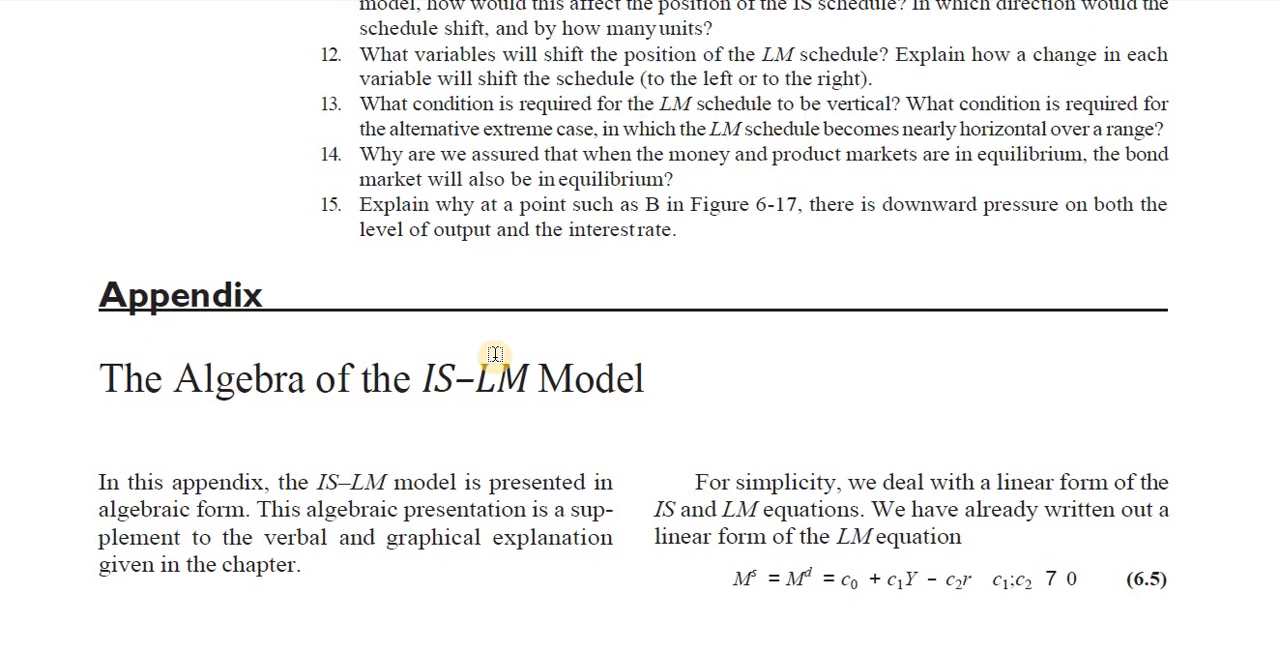 model, how would this affect the position of the IS schedule? In which direction would the
schedule shift, and by how many units?
12. What variables will shift the position of the LM schedule? Explain how a change in each
variable will shift the schedule (to the left or to the right).
13. What condition is required for the LM schedule to be vertical? What condition is required for
the alternative extreme case, in which the LM schedule becomes nearly horizontal over a range?
14. Why are we assured that when the money and product markets are in equilibrium, the bond
market will also be in equilibrium?
15. Explain why at a point such as B in Figure 6-17, there is downward pressure on both the
level of output and the interest rate.
Appendix
The Algebra of the IS–LM Model
In this appendix, the IS–LM model is presented in
algebraic form. This algebraic presentation is a sup-
plement to the verbal and graphical explanation
given in the chapter.
For simplicity, we deal with a linear form of the
IS and LM equations. We have already written out a
linear form of the LM equation
Mˢ = Mᵈ = c₀ + c₁Y - c₂r c₁;c₂ 7 0 (6.5)